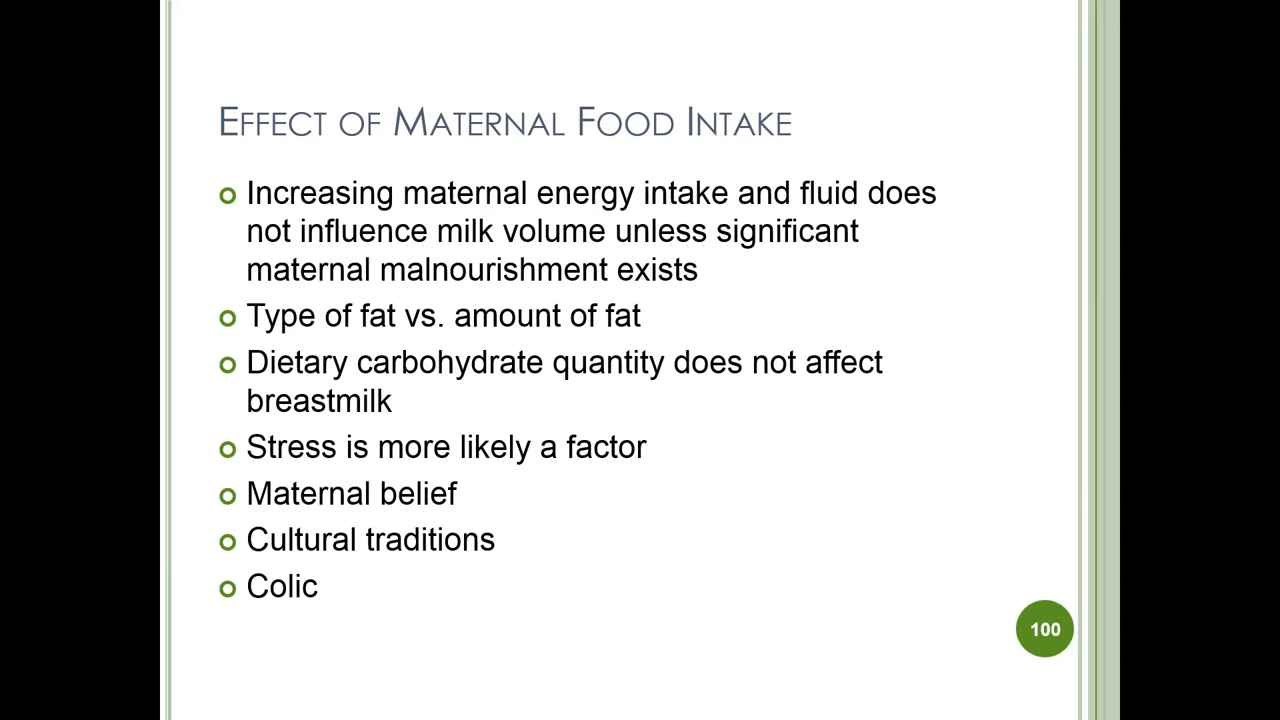 Effect of Maternal Food Intake
Increasing maternal energy intake and fluid does
not influence milk volume unless significant
maternal malnourishment exists
Type of fat vs. amount of fat
Dietary carbohydrate quantity does not affect
breastmilk
Stress is more likely a factor
Maternal belief
Cultural traditions
Colic
100